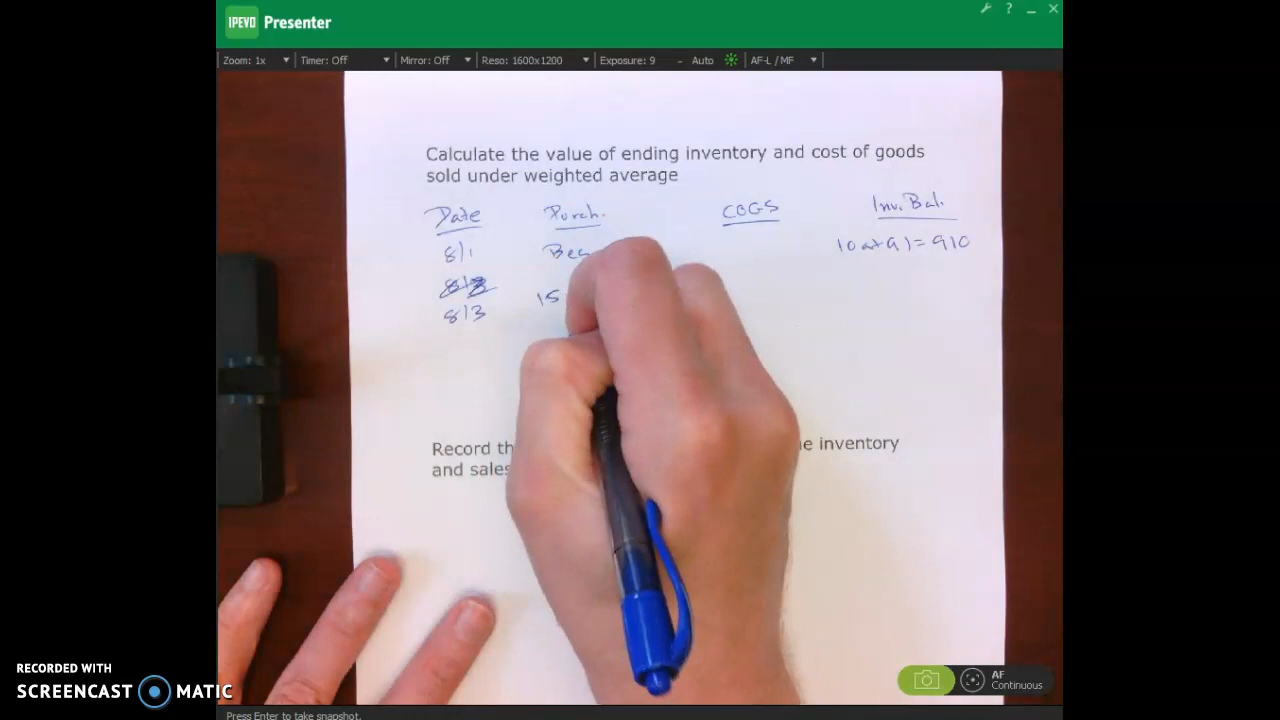 IPEVO Presenter
Zoom: 1x Timer: Off Mirror: Off Reso: 1600x1200 Exposure: 9 - Auto AF-L / MF
Calculate the value of ending inventory and cost of goods
sold under weighted average
Date Purch. COGS Inv. Bal.
8/1 Beg 10 at 91 = 910
8/3 15
Record th e inventory
and sales
RECORDED WITH
SCREENCAST MATIC
AF
Continuous
Press Enter to take snapshot.